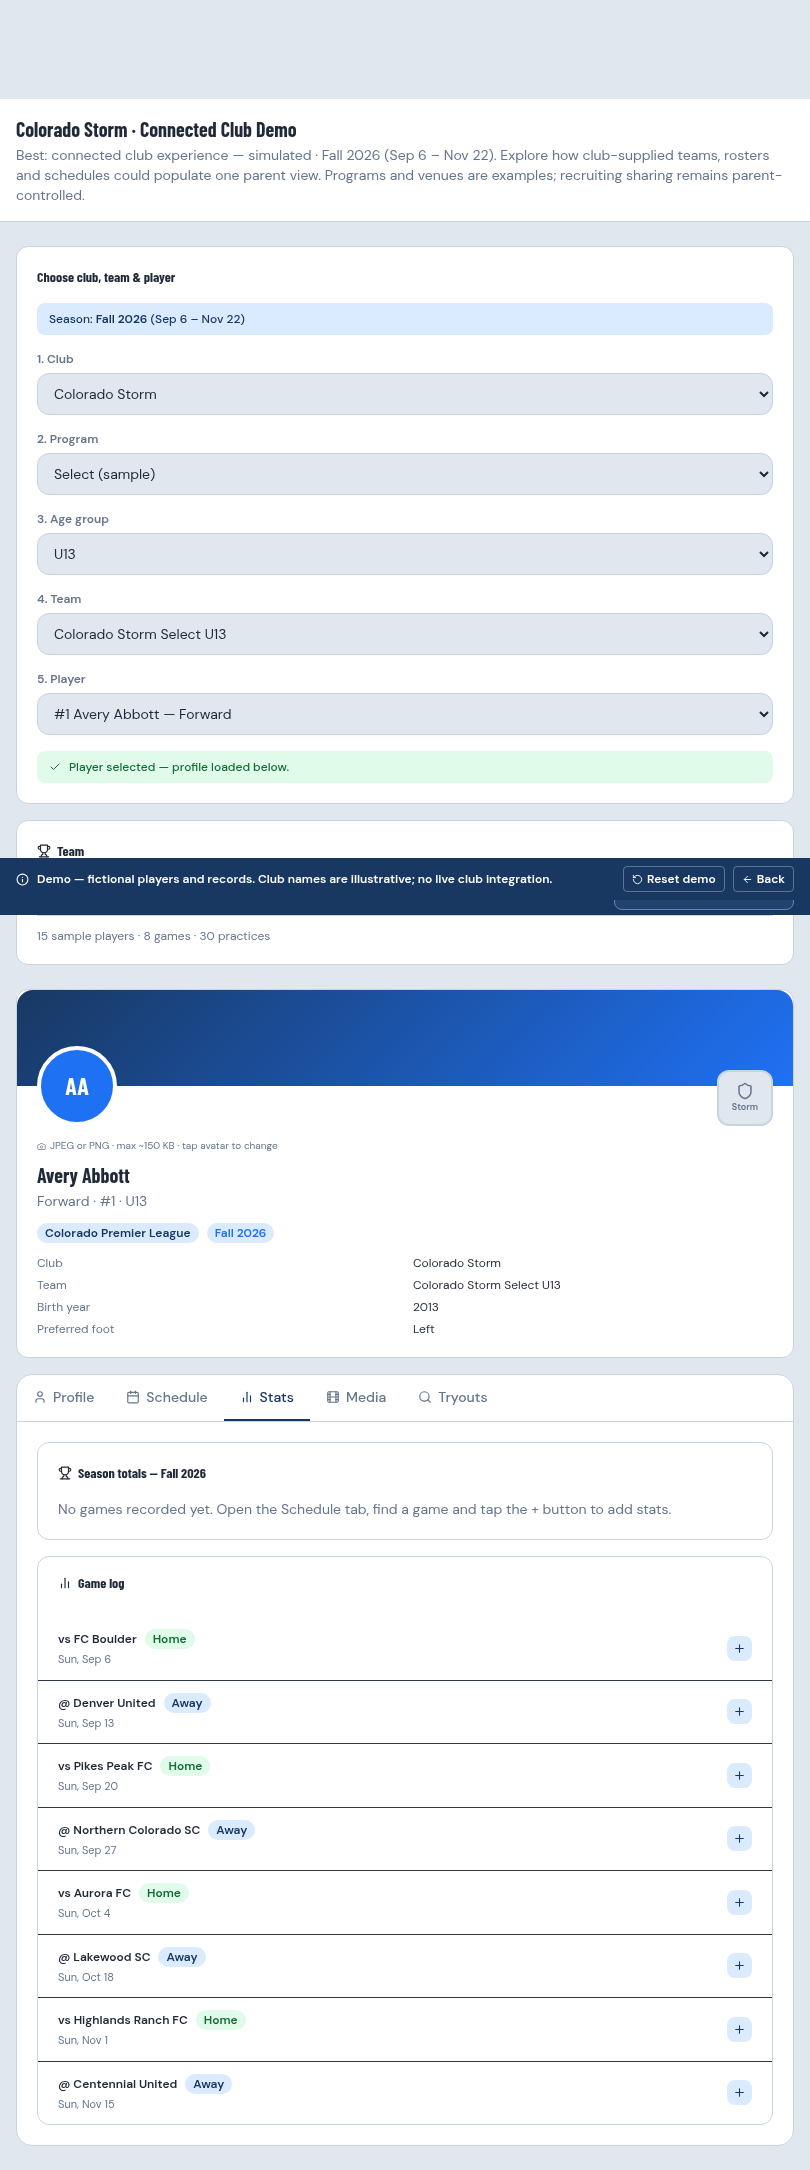 Colorado Storm · Connected Club Demo
Best: connected club experience — simulated · Fall 2026 (Sep 6 – Nov 22). Explore how club-supplied teams, rosters
and schedules could populate one parent view. Programs and venues are examples; recruiting sharing remains parent-
controlled.
Choose club, team & player
Season: Fall 2026 (Sep 6 – Nov 22)
1. Club
Colorado Storm
2. Program
Select (sample)
3. Age group
U13
4. Team
Colorado Storm Select U13
5. Player
#1 Avery Abbott — Forward
Player selected — profile loaded below.
Team
Demo — fictional players and records. Club names are illustrative; no live club integration.
Reset demo
Back
15 sample players · 8 games · 30 practices
AA
Storm
JPEG or PNG · max ~150 KB · tap avatar to change
Avery Abbott
Forward · #1 · U13
Colorado Premier League Fall 2026
Club Colorado Storm
Team Colorado Storm Select U13
Birth year 2013
Preferred foot Left
Profile Schedule Stats Media Tryouts
Season totals — Fall 2026
No games recorded yet. Open the Schedule tab, find a game and tap the + button to add stats.
Game log
vs FC Boulder Home
Sun, Sep 6
+
@ Denver United Away
Sun, Sep 13
+
vs Pikes Peak FC Home
Sun, Sep 20
+
@ Northern Colorado SC Away
Sun, Sep 27
+
vs Aurora FC Home
Sun, Oct 4
+
@ Lakewood SC Away
Sun, Oct 18
+
vs Highlands Ranch FC Home
Sun, Nov 1
+
@ Centennial United Away
Sun, Nov 15
+